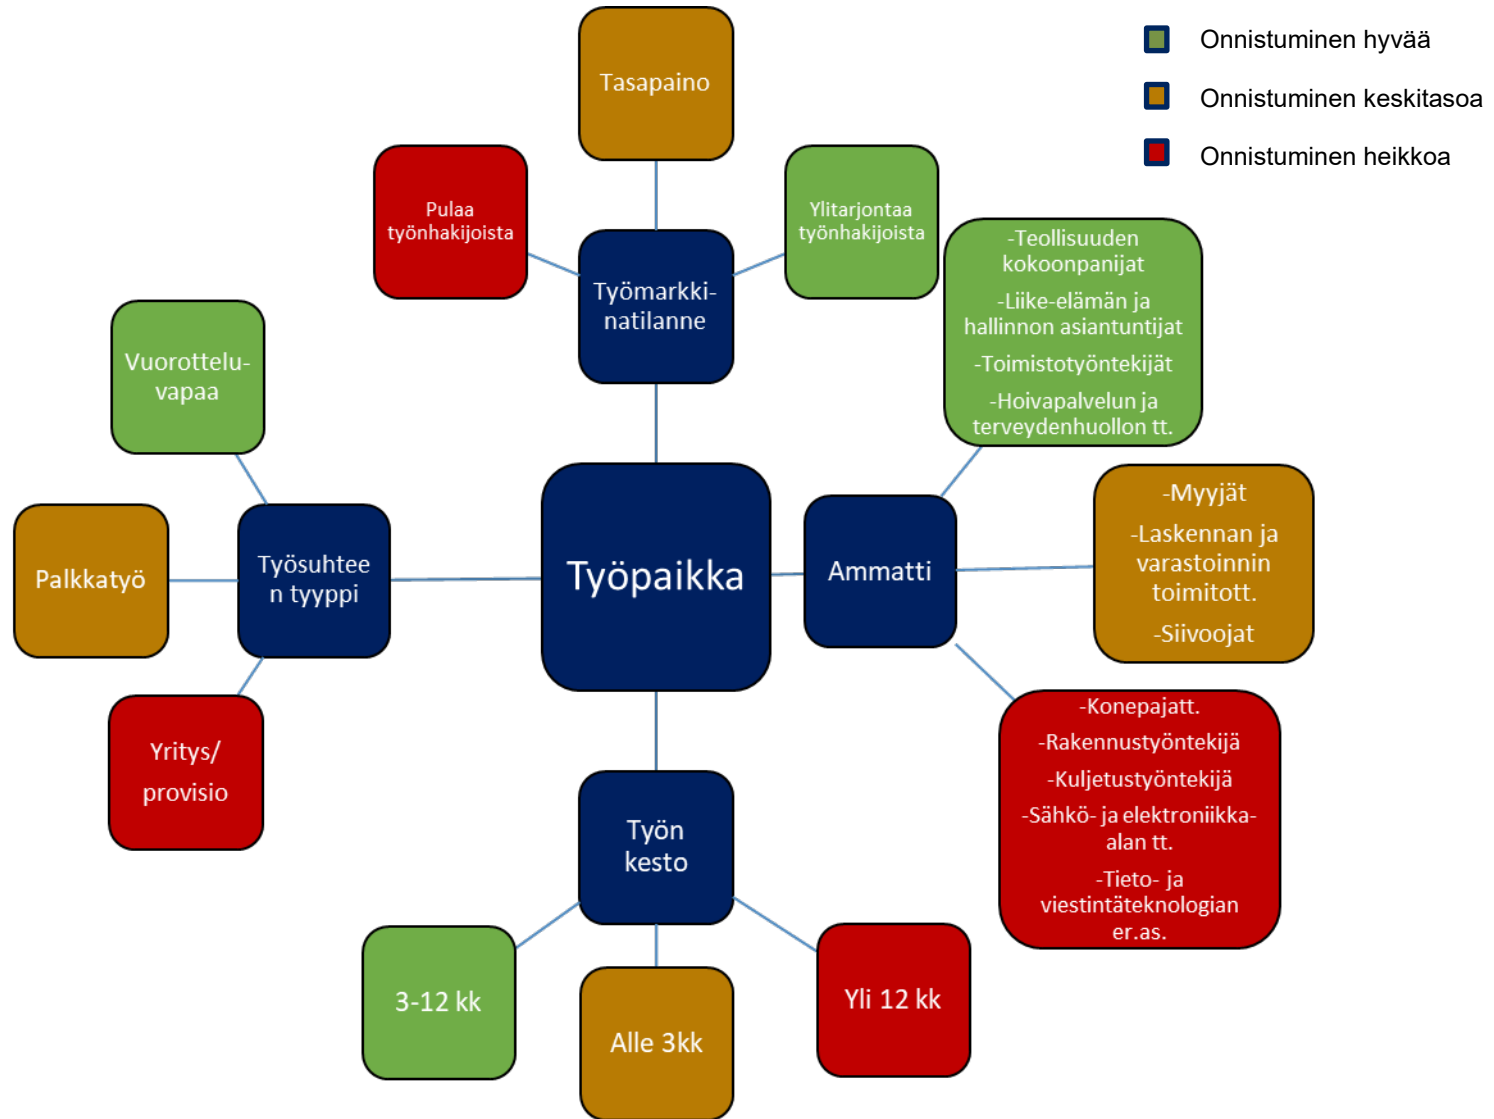 Onnistuminen hyvää
Onnistuminen keskitasoa
Onnistuminen heikkoa
Tasapaino
Pulaa
työnhakijoista
Ylitarjontaa
työnhakijoista
Työmarkki-
natilanne
-Teollisuuden
kokoonpanijat
-Liike-elämän ja
hallinnon asiantuntijat
-Toimistotyöntekijät
-Hoivapalvelun ja
terveydenhuollon tt.
Vuorottelu-
vapaa
Palkkatyö
Työsuhtee
n tyyppi
Yritys/
provisio
Työpaikka
Ammatti
-Myyjät
-Laskennan ja
varastoinnin
toimitott.
-Siivoojat
-Konepajatt.
-Rakennustyöntekijä
-Kuljetustyöntekijä
-Sähkö- ja elektroniikka-
alan tt.
-Tieto- ja
viestintäteknologian
er.as.
Työn
kesto
3-12 kk
Alle 3kk
Yli 12 kk